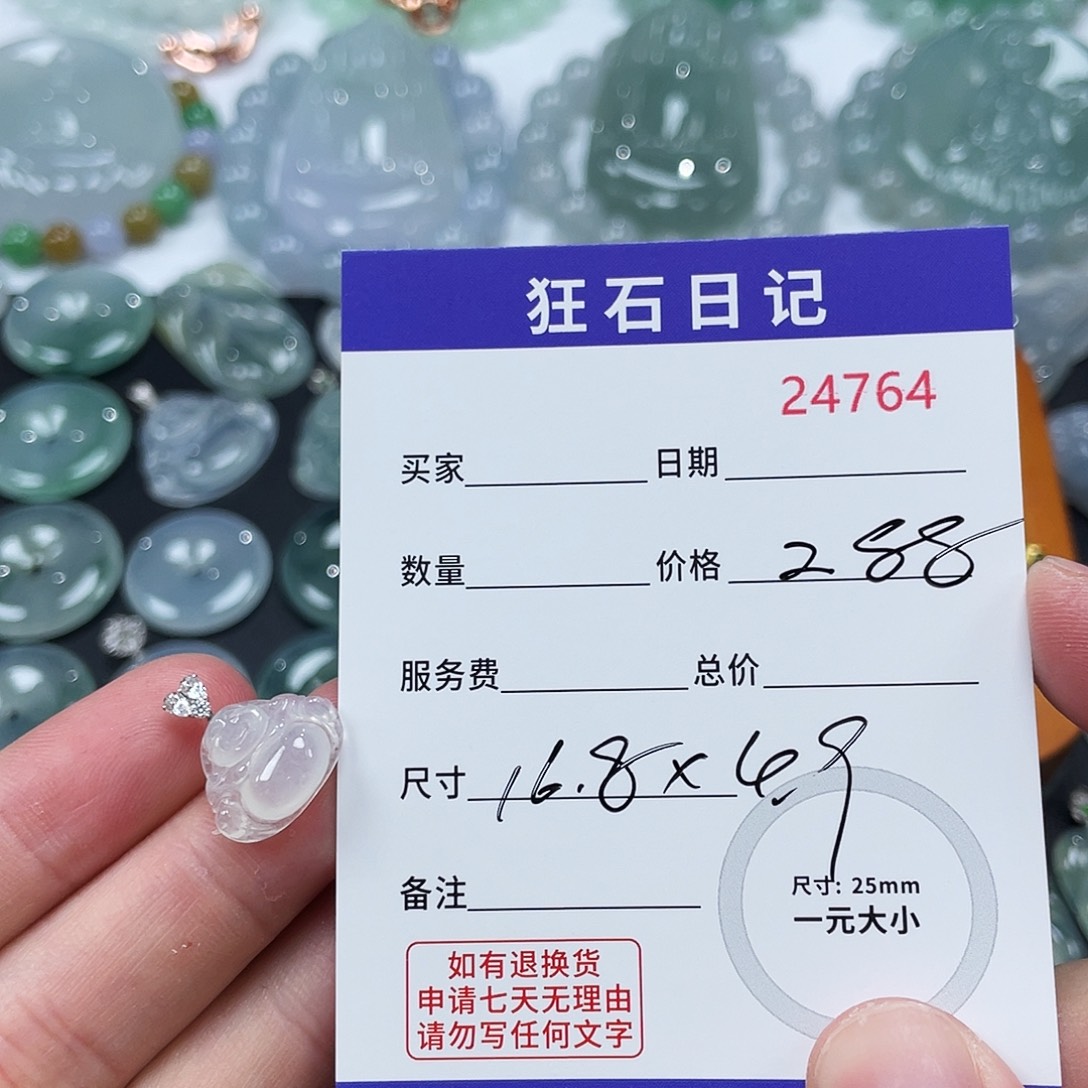 狂石日记
24764
买家 日期
数量 价格 288
服务费 总价
尺寸 16.8×6.9
备注
尺寸: 25mm
一元大小
如有退换货
申请七天无理由
请勿写任何文字